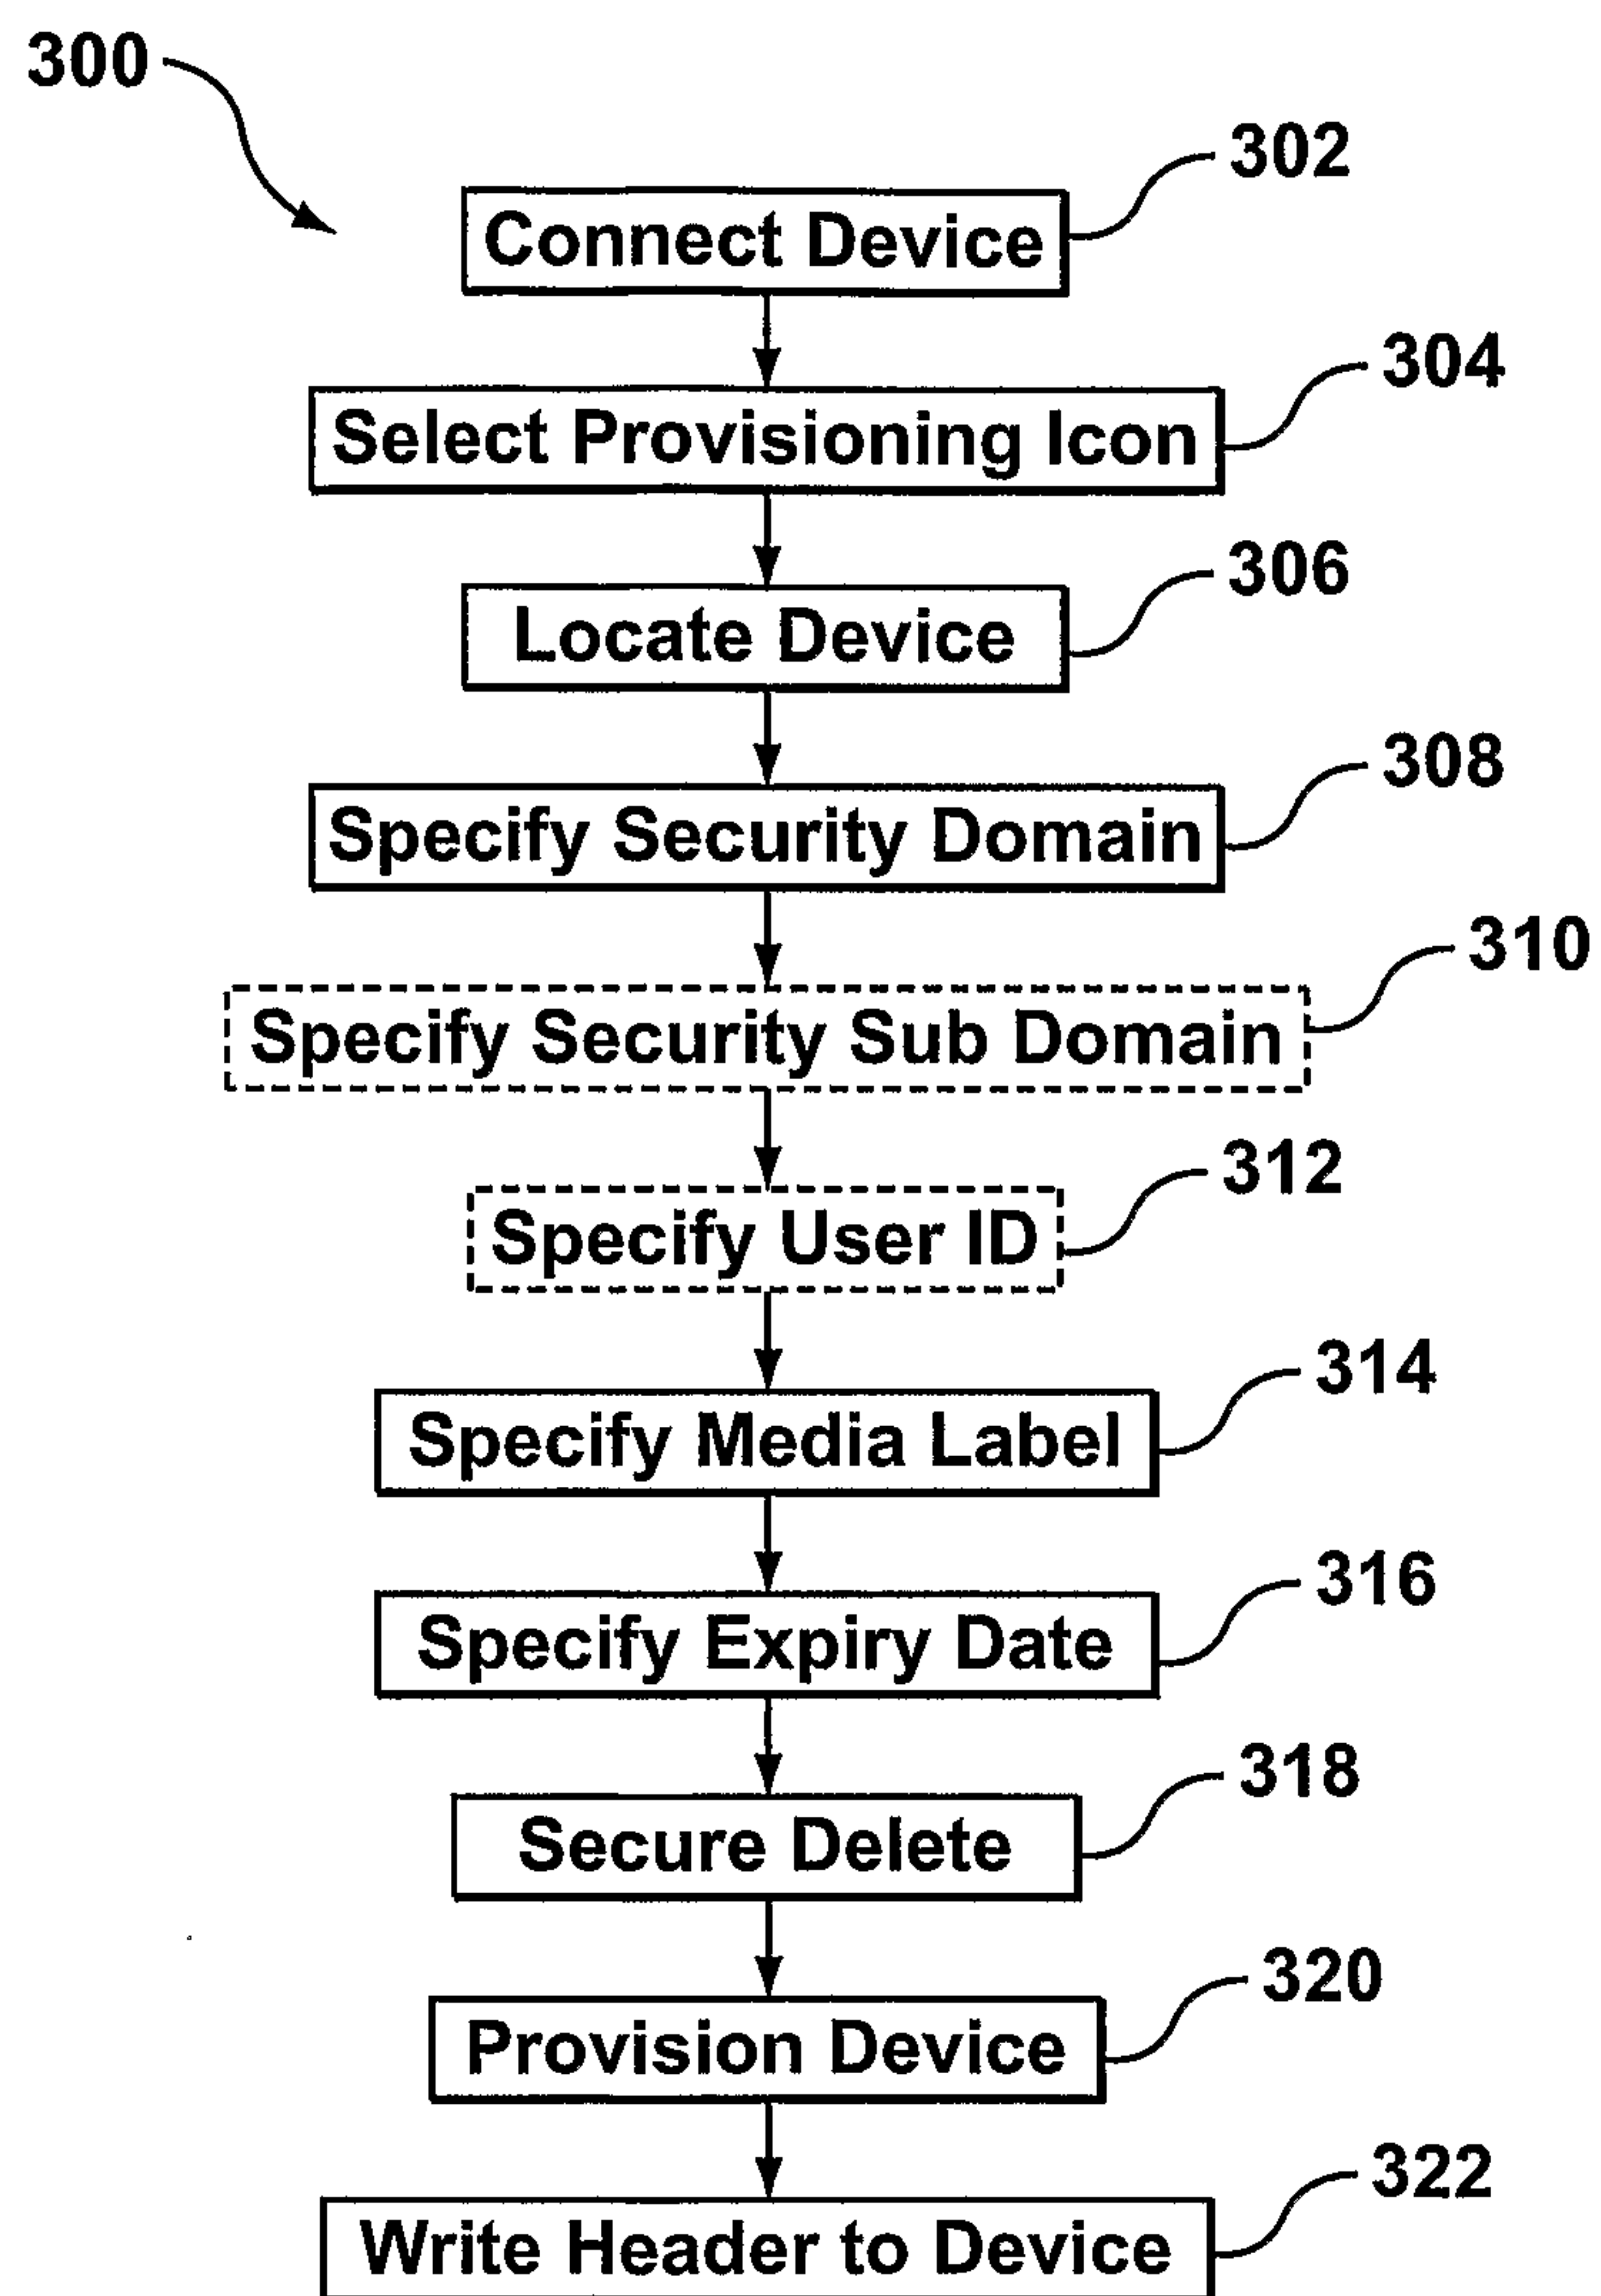 300
302
Connect Device
304
Select Provisioning Icon
306
Locate Device
308
Specify Security Domain
310
Specify Security Sub Domain
312
Specify User ID
314
Specify Media Label
316
Specify Expiry Date
318
Secure Delete
320
Provision Device
322
Write Header to Device